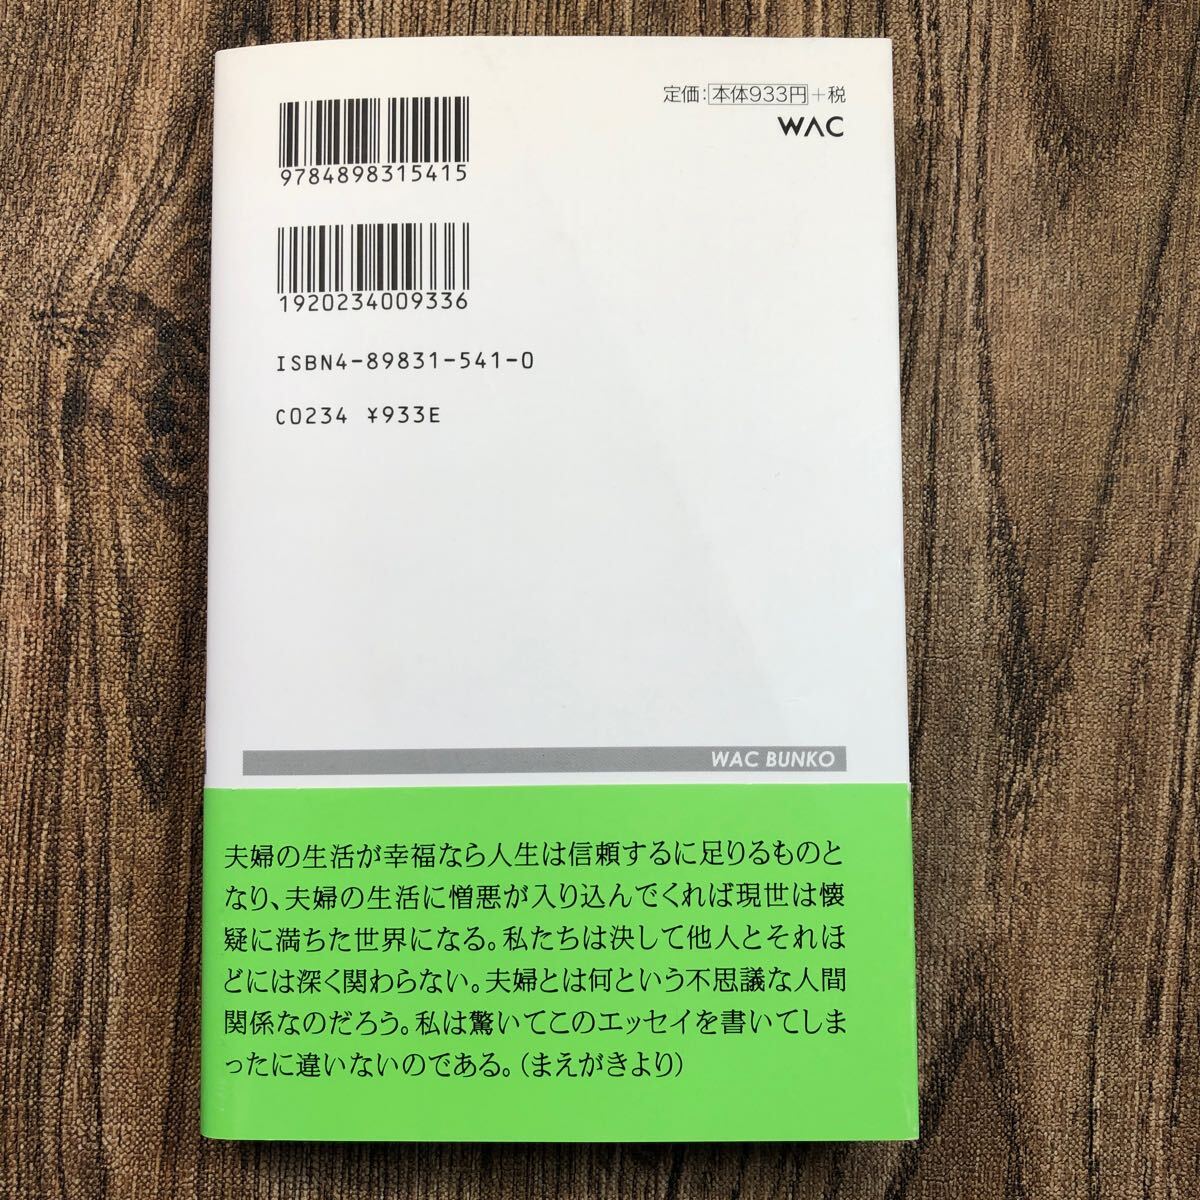 定価:本体933円+税
WAC
9784898315415
1920234009336
ISBN4-89831-541-0
C0234 ¥933E
WAC BUNKO
夫婦の生活が幸福なら人生は信頼するに足りるものと
なり、夫婦の生活に憎悪が入り込んでくれば現世は懐
疑に満ちた世界になる。私たちは決して他人とそれほ
どには深く関わらない。夫婦とは何という不思議な人間
関係なのだろう。私は驚いてこのエッセイを書いてしま
ったに違いないのである。(まえがきより)